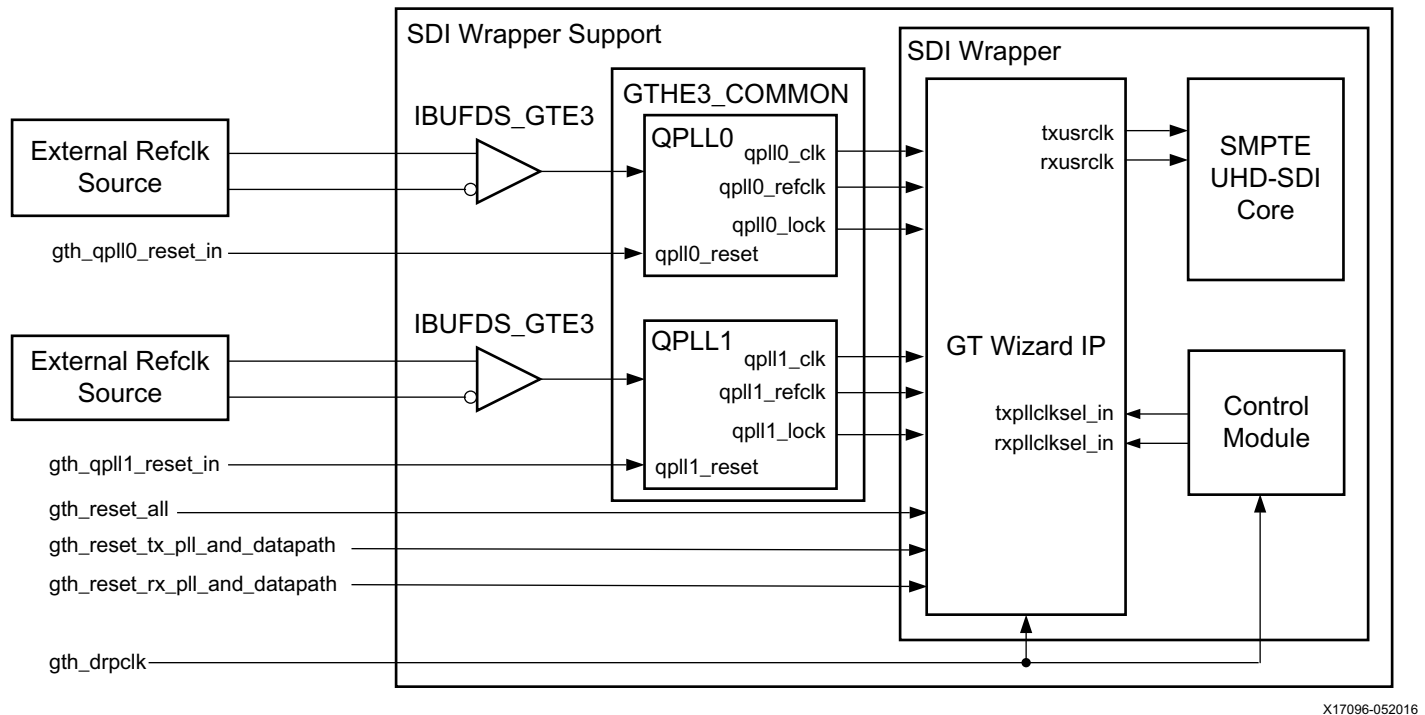 SDI Wrapper Support
SDI Wrapper
GTHE3_COMMON
IBUFDS_GTE3
External Refclk
Source
QPLL0
qpll0_clk
qpll0_refclk
qpll0_lock
qpll0_reset
gth_qpll0_reset_in
txusrclk
rxusrclk
SMPTE
UHD-SDI
Core
IBUFDS_GTE3
External Refclk
Source
QPLL1
qpll1_clk
qpll1_refclk
qpll1_lock
qpll1_reset
gth_qpll1_reset_in
GT Wizard IP
txpllclksel_in
rxpllclksel_in
Control
Module
gth_reset_all
gth_reset_tx_pll_and_datapath
gth_reset_rx_pll_and_datapath
gth_drpclk
X17096-052016